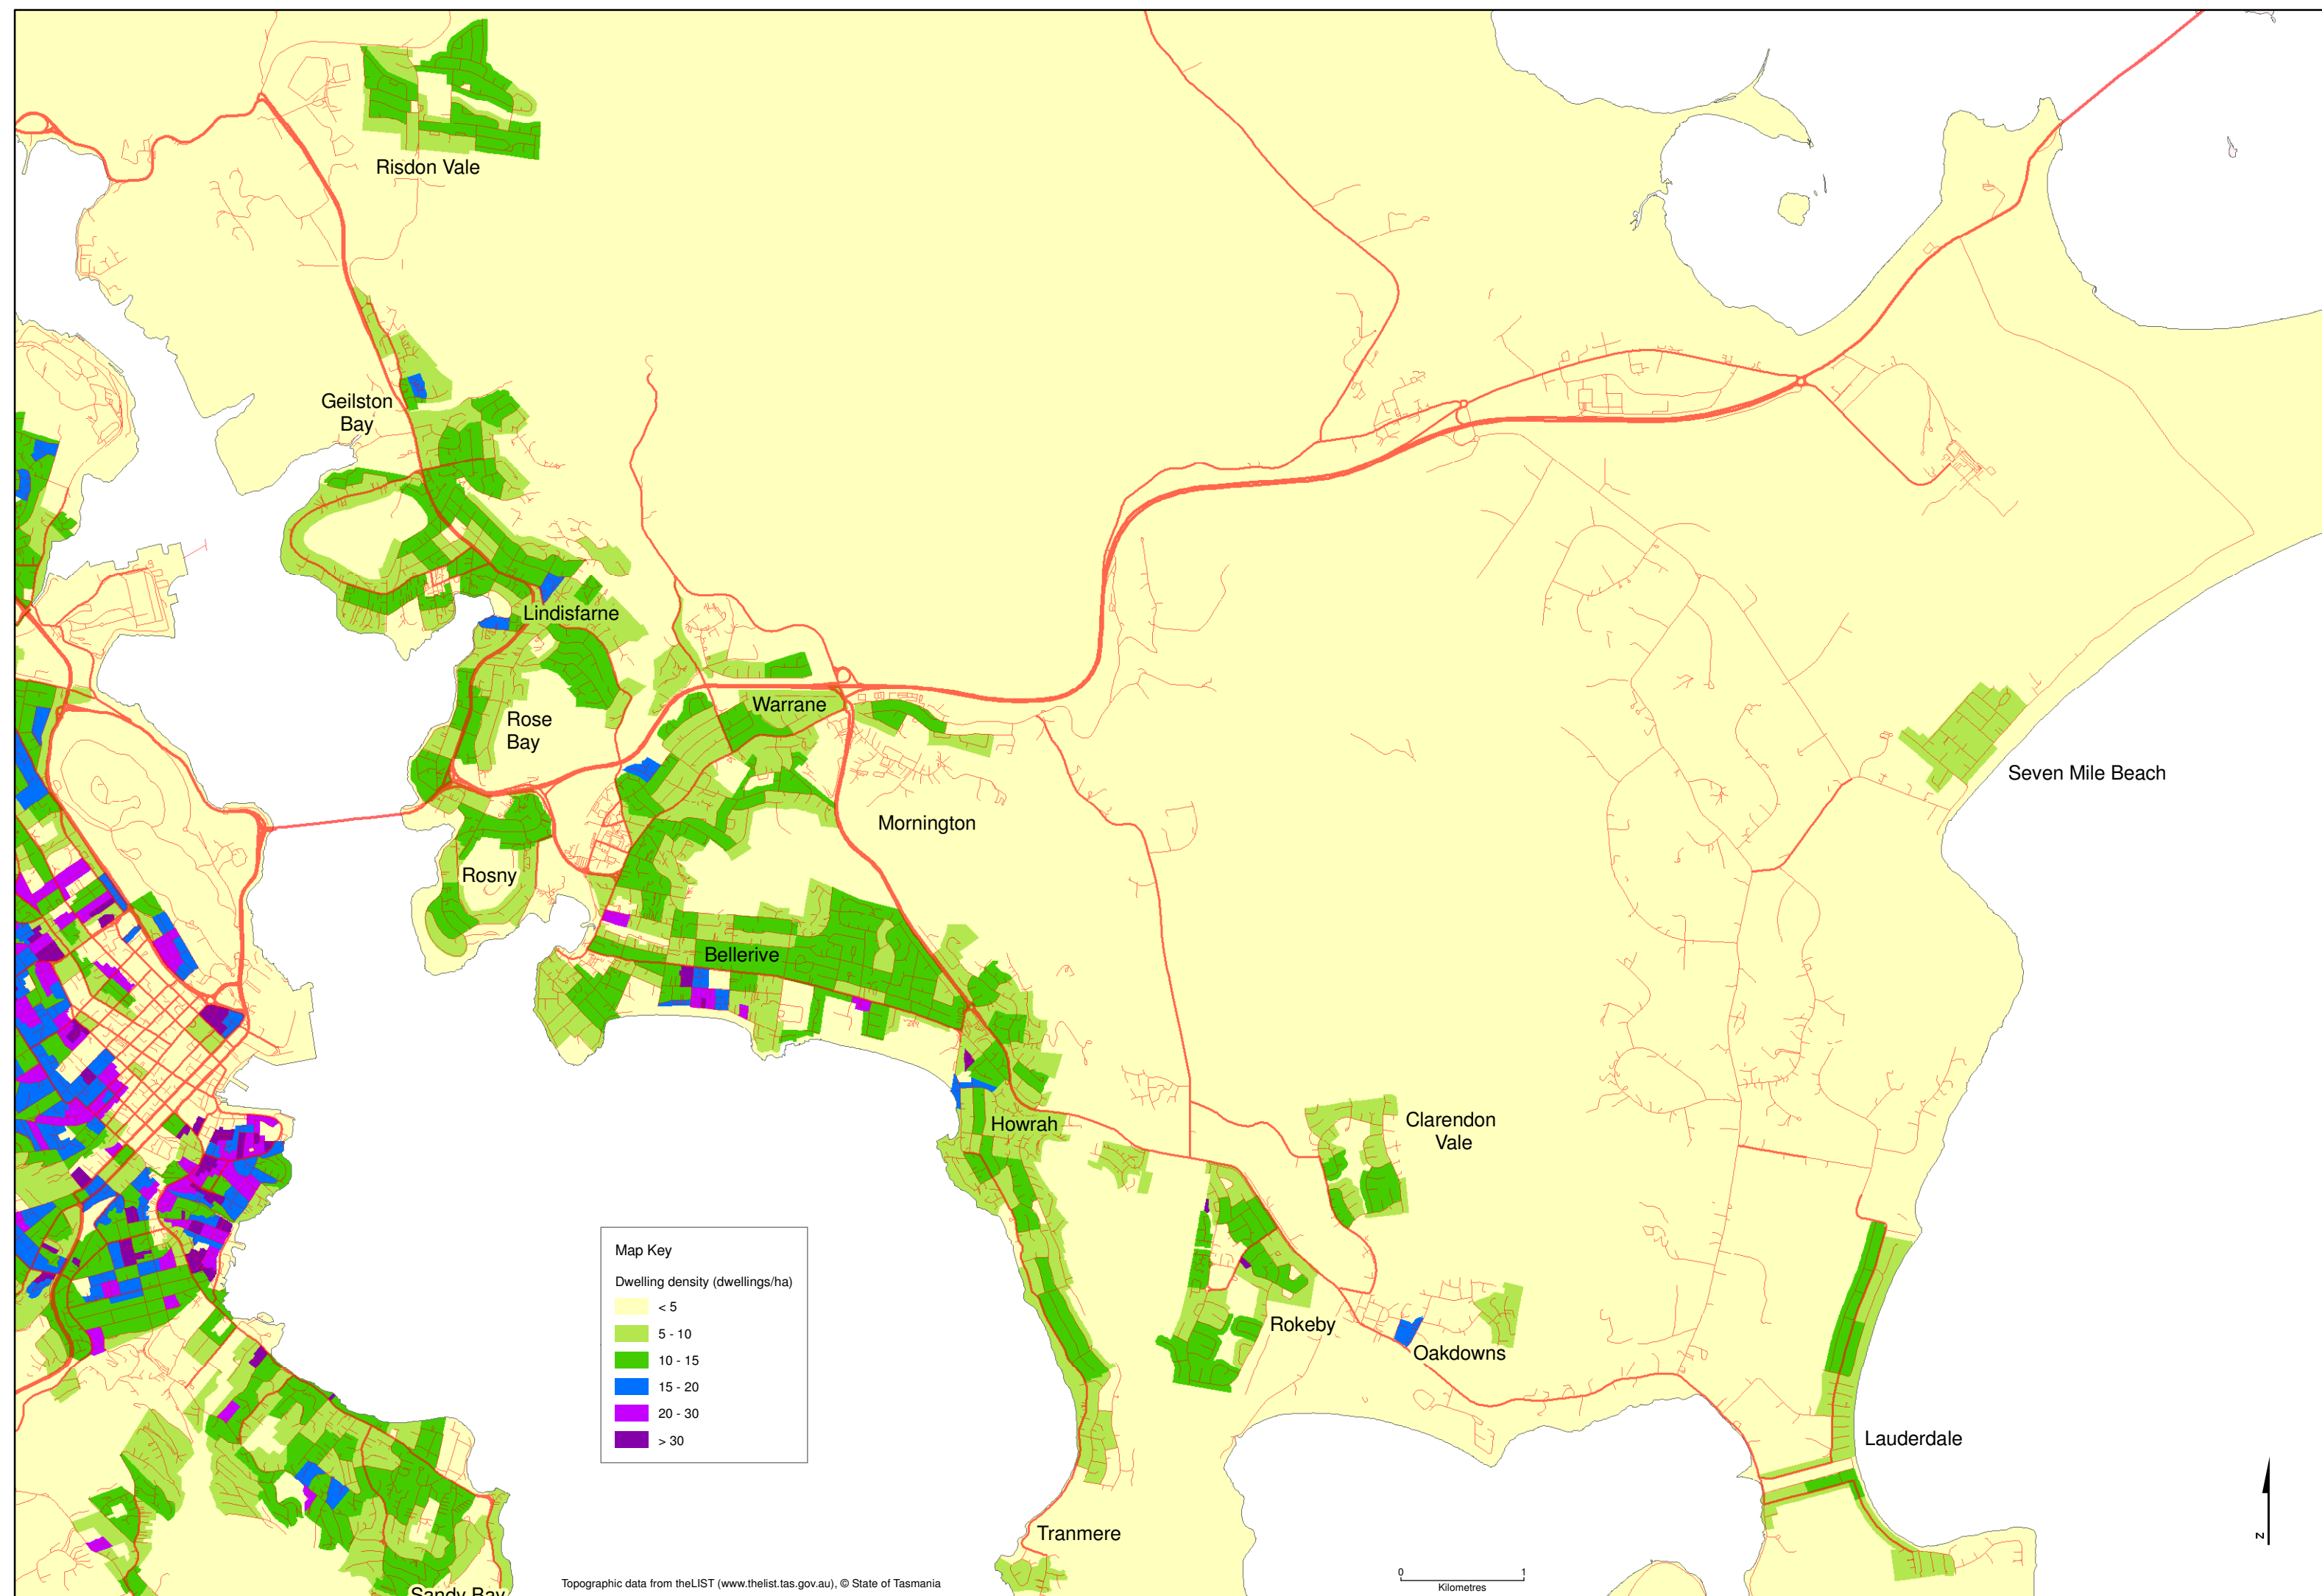 Risdon Vale
Geilston
Bay
Lindisfarne
Warrane
Rose
Bay
Seven Mile Beach
Mornington
Rosny
Bellerive
Clarendon
Vale
Howrah
Map Key
Dwelling density (dwellings/ha)
< 5
5 - 10
10 - 15
15 - 20
20 - 30
> 30
Rokeby
Oakdowns
Lauderdale
Tranmere
N
0 1
Kilometres
Topographic data from theLIST (www.thelist.tas.gov.au), © State of Tasmania
Sandy Bay